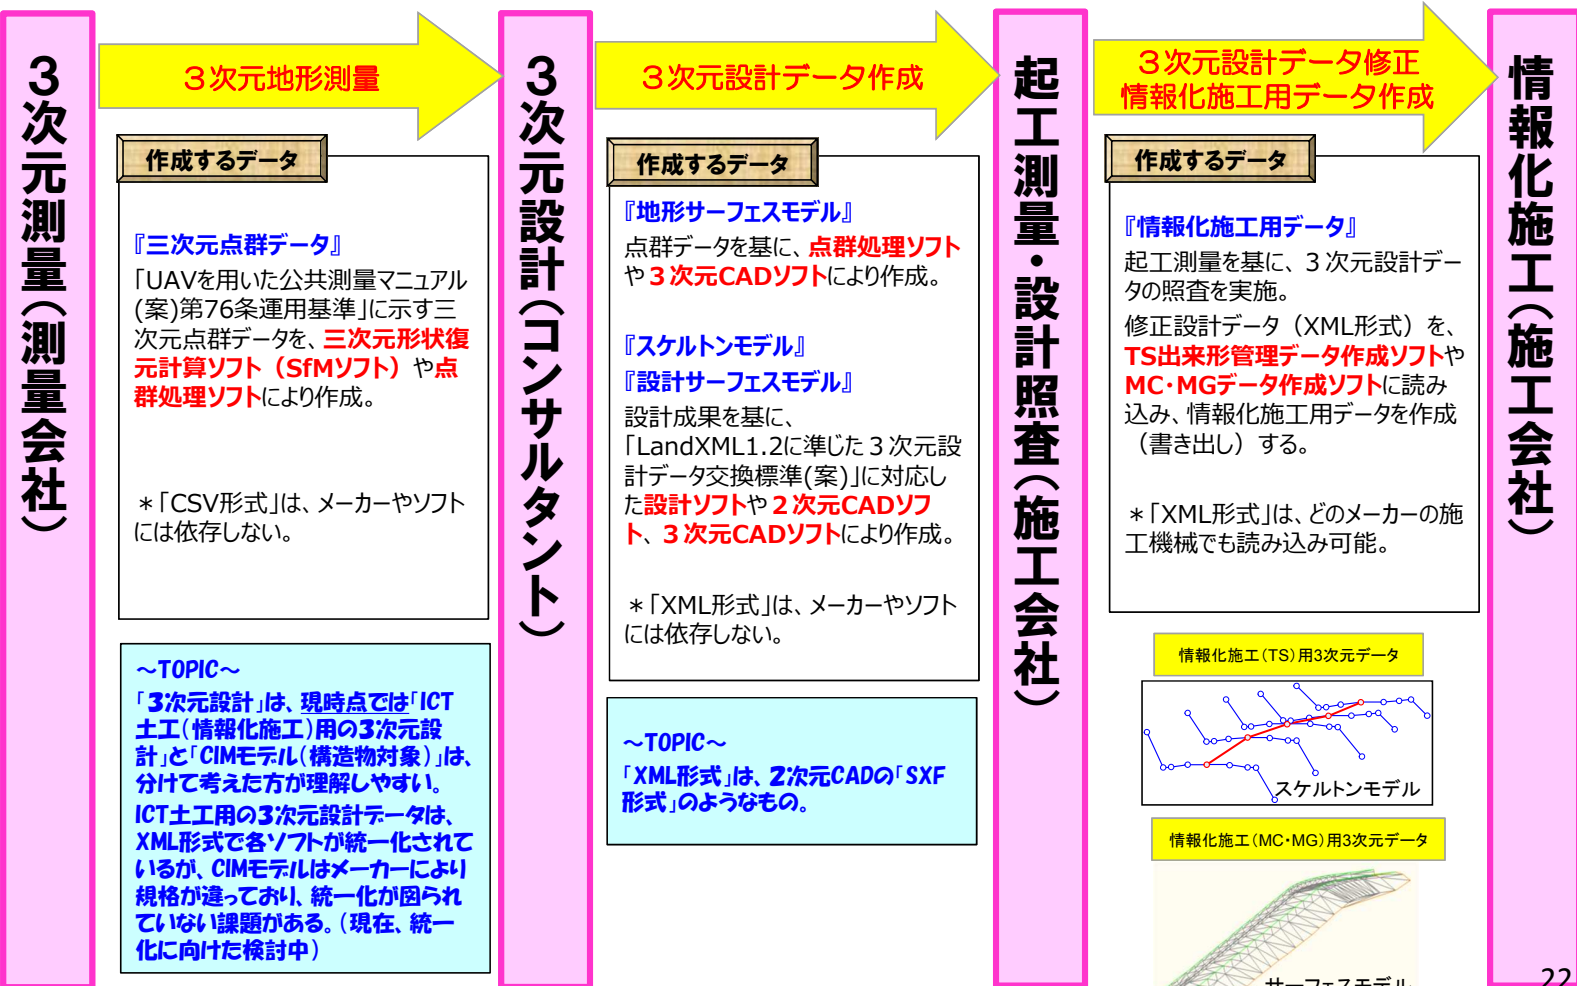 3次元測量（測量会社）
３次元地形測量
作成するデータ
『三次元点群データ』
「UAVを用いた公共測量マニュアル
(案)第76条運用基準」に示す三
次元点群データを、三次元形状復
元計算ソフト（SfMソフト）や点
群処理ソフトにより作成。
＊「CSV形式」は、メーカーやソフト
には依存しない。
～TOPIC～
「3次元設計」は、現時点では「ICT
土工(情報化施工)用の3次元設
計」と「CIMモデル(構造物対象)」は、
分けて考えた方が理解しやすい。
ICT土工用の3次元設計データは、
XML形式で各ソフトが統一化されて
いるが、CIMモデルはメーカーにより
規格が違っており、統一化が図られ
ていない課題がある。(現在、統一
化に向けた検討中)
3次元設計（コンサルタント）
３次元設計データ作成
作成するデータ
『地形サーフェスモデル』
点群データを基に、点群処理ソフト
や３次元CADソフトにより作成。
『スケルトンモデル』
『設計サーフェスモデル』
設計成果を基に、
「LandXML1.2に準じた３次元設
計データ交換標準(案)」に対応し
た設計ソフトや２次元CADソフ
ト、３次元CADソフトにより作成。
＊「XML形式」は、メーカーやソフト
には依存しない。
～TOPIC～
「XML形式」は、2次元CADの「SXF
形式」のようなもの。
起工測量・設計照査（施工会社）
３次元設計データ修正
情報化施工用データ作成
作成するデータ
『情報化施工用データ』
起工測量を基に、３次元設計デー
タの照査を実施。
修正設計データ（XML形式）を、
TS出来形管理データ作成ソフトや
MC・MGデータ作成ソフトに読み
込み、情報化施工用データを作成
（書き出し）する。
＊「XML形式」は、どのメーカーの施
工機械でも読み込み可能。
情報化施工（TS）用3次元データ
スケルトンモデル
情報化施工（MC・MG）用3次元データ
サーフェスモデル
情報化施工（施工会社）
22